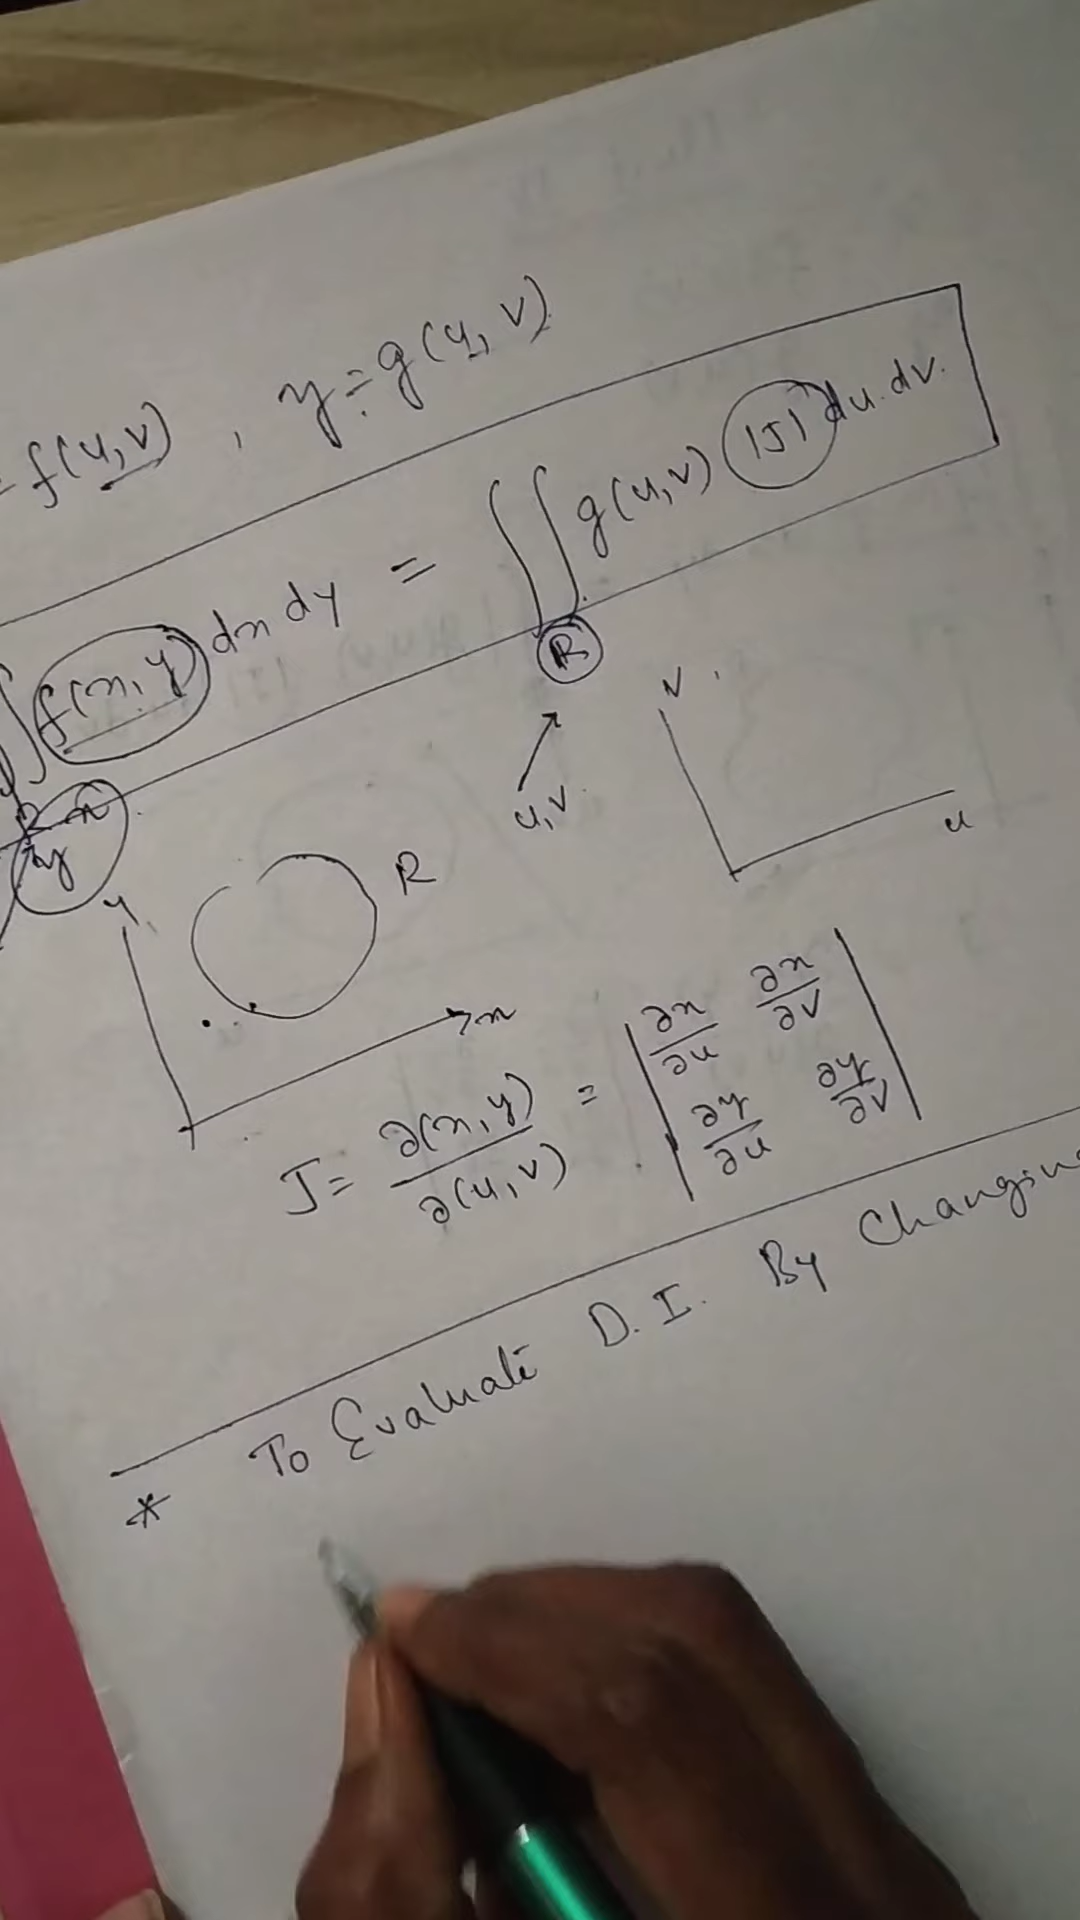 = f(u,v) , y = g(u,v)
∬ f(x,y) dx dy = ∬ g(u,v) |J| du.dv.
R
R
x
y
u,v.
v
u
y
R
x
J = ∂(x,y)/∂(u,v) = | ∂x/∂u ∂x/∂v |
| ∂y/∂u ∂y/∂v |
* To Evaluate D.I. By Changing